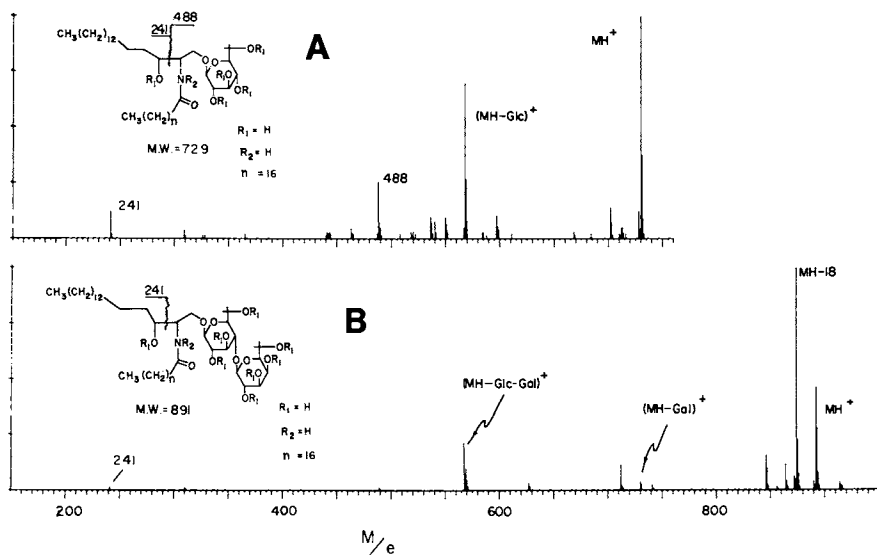 488
241
CH₃(CH₂)₁₂
O
O
OR₁
R₁O
NR₂
R₁O
OR₁
OR₁
O
CH₃(CH₂)n
M.W. = 729
R₁ = H
R₂ = H
n = 16
A
241
488
(MH-Glc)⁺
MH⁺
241
CH₃(CH₂)₁₂
O
O
OR₁
R₁O
NR₂
R₁O
OR₁
O
O
OR₁
OR₁
R₁O
OR₁
O
CH₃(CH₂)n
M.W. = 891
R₁ = H
R₂ = H
n = 16
B
241
(MH-Glc-Gal)⁺
(MH-Gal)⁺
MH-18
MH⁺
200
400
600
800
M/e